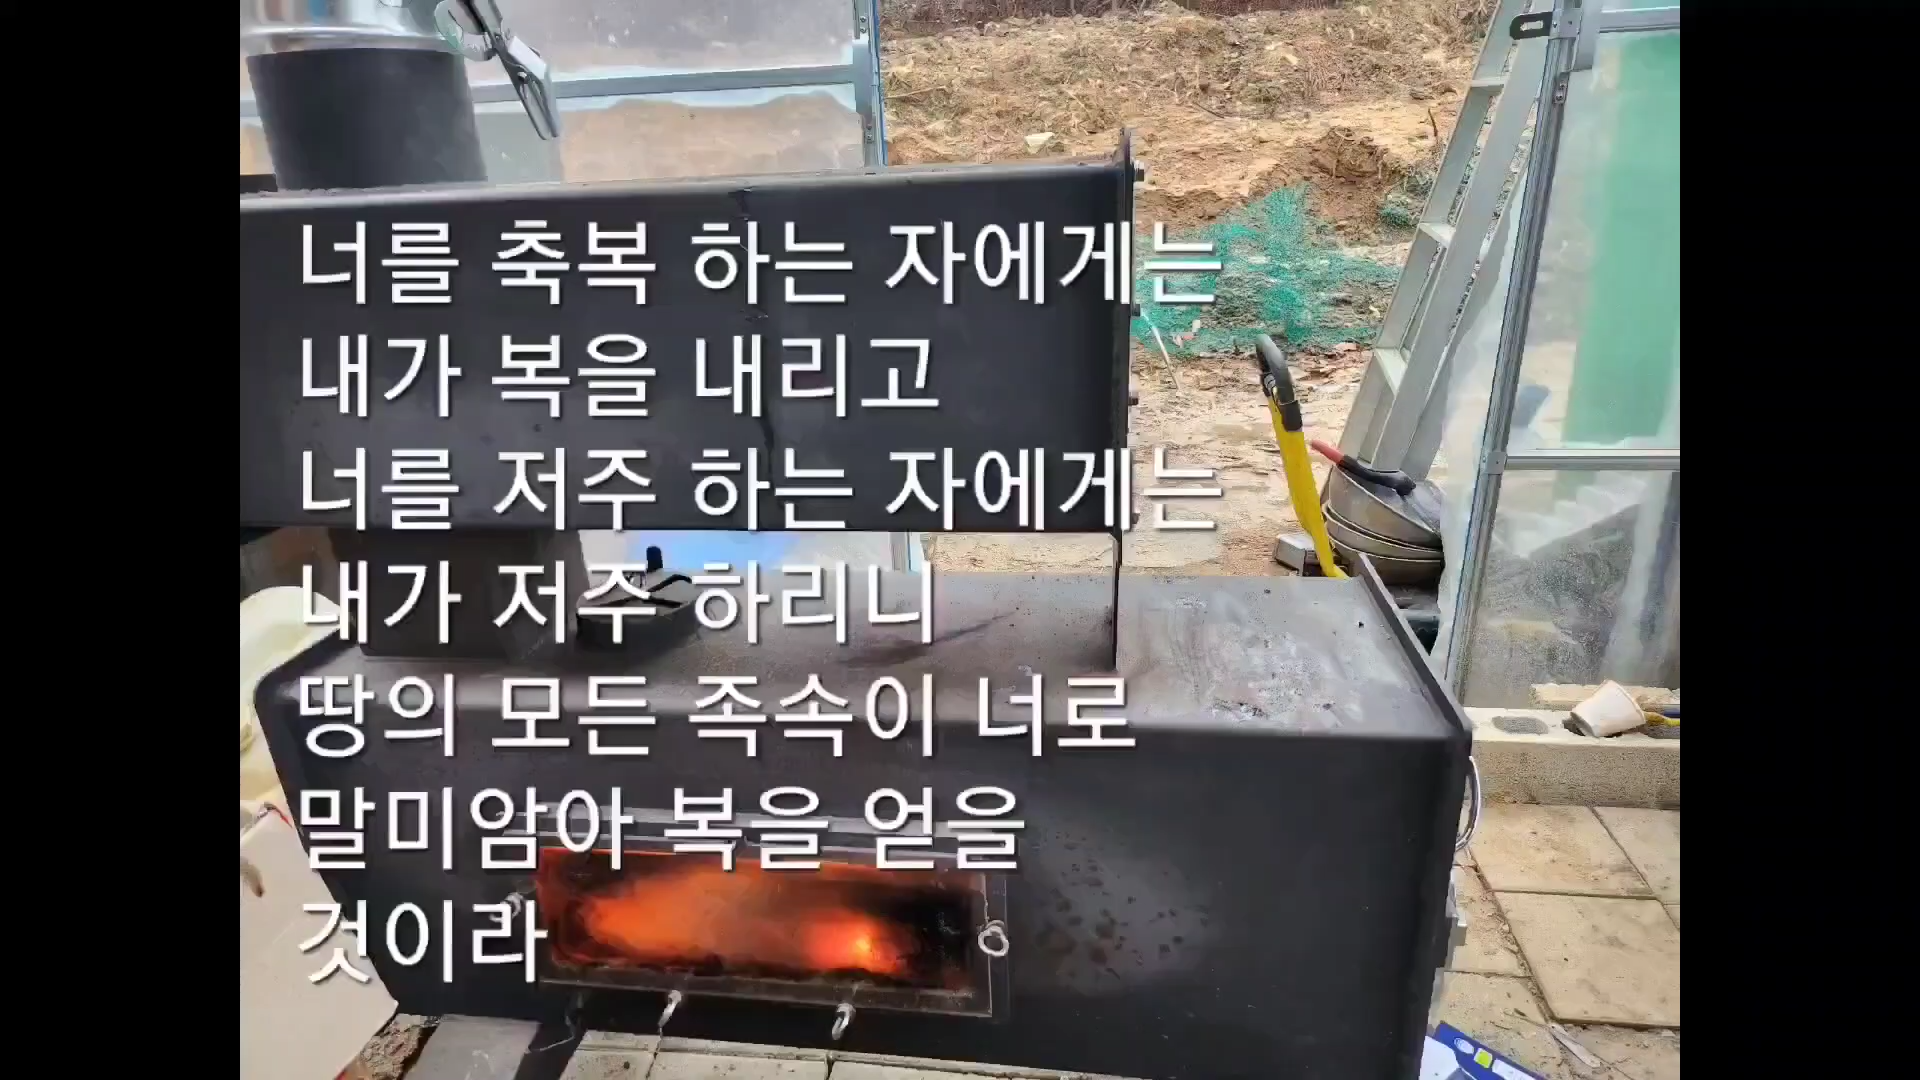 너를 축복 하는 자에게는
내가 복을 내리고
너를 저주 하는 자에게는
내가 저주 하리니
땅의 모든 족속이 너로
말미암아 복을 얻을
것이라